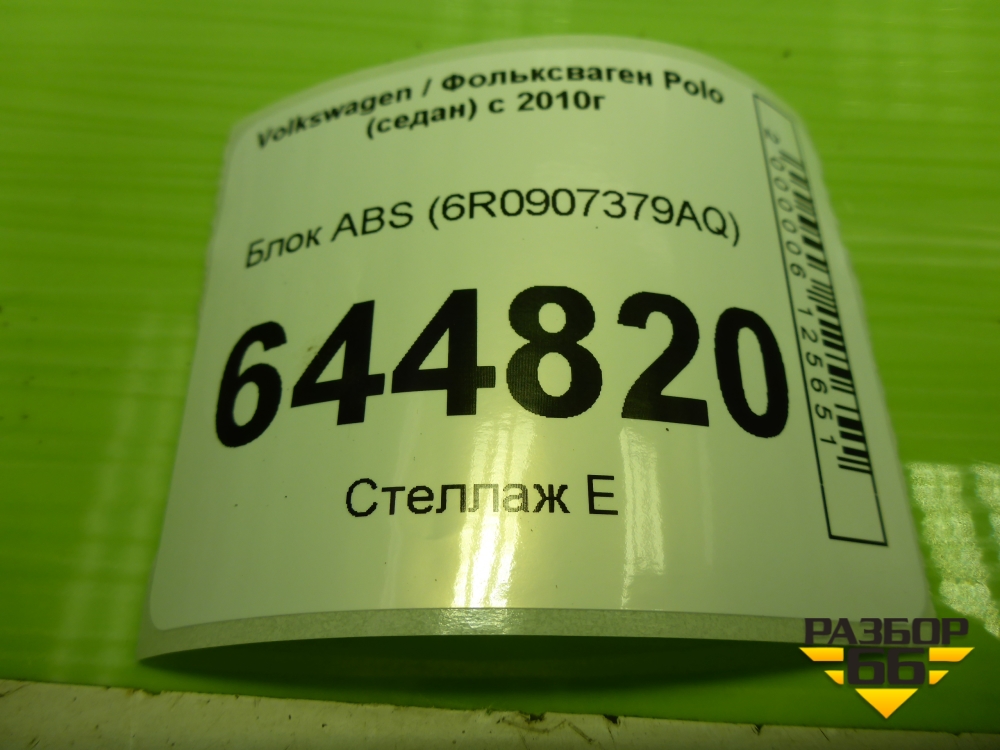 Volkswagen / Фольксваген Polo
(седан) с 2010г
Блок ABS (6R0907379AQ)
644820
Стеллаж Е
2000006125651
РАЗБОР
66